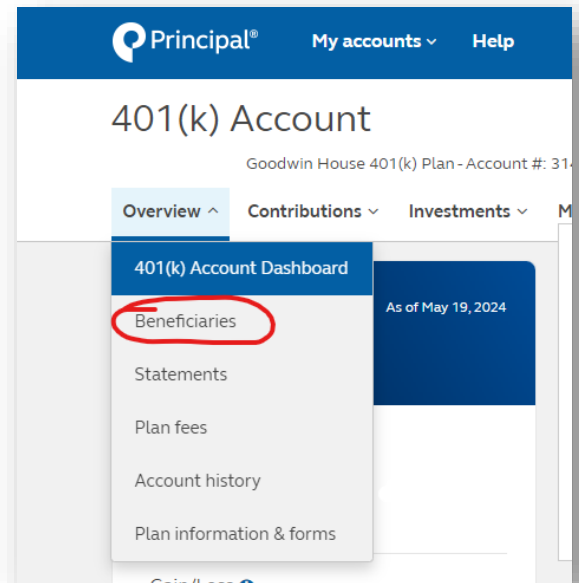 Principal® My accounts Help
401(k) Account
Goodwin House 401(k) Plan - Account #: 31
Overview Contributions Investments M
401(k) Account Dashboard
As of May 19, 2024
Beneficiaries
Statements
Plan fees
Account history
Plan information & forms
Gain/Loss